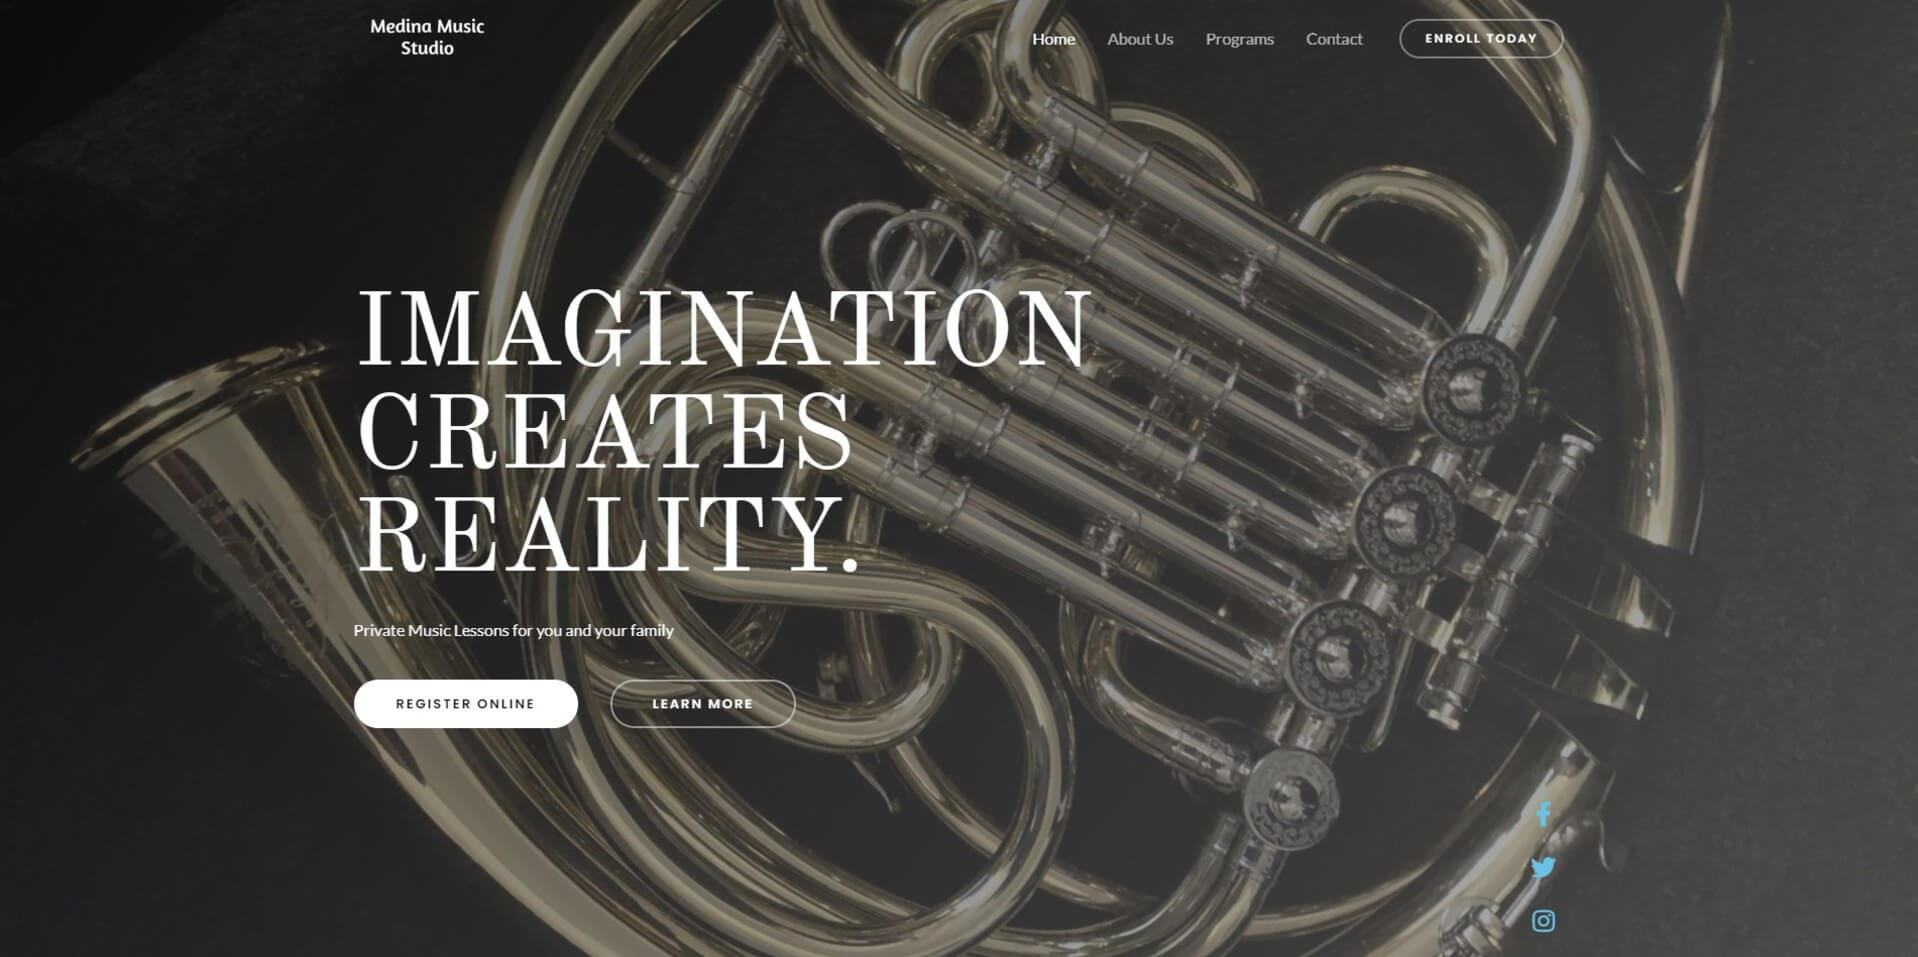 Medina Music
Studio
Home
About Us
Programs
Contact
ENROLL TODAY
IMAGINATION
CREATES
REALITY.
Private Music Lessons for you and your family
REGISTER ONLINE
LEARN MORE